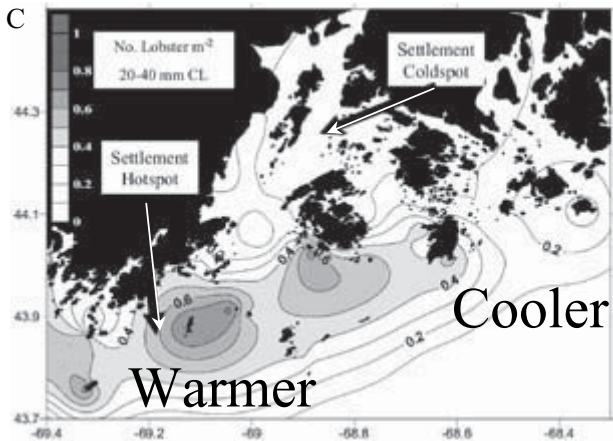 C
No. Lobster m-2
20-40 mm CL
Settlement
Coldspot
Settlement
Hotspot
1
0.8
0.6
0.4
0.2
0
44.3
44.1
43.9
43.7
0.2
0.4
0.4
0.6
0.4
0.2
Cooler
Warmer
-69.4
-69.2
-69
-68.8
-68.6
-68.4